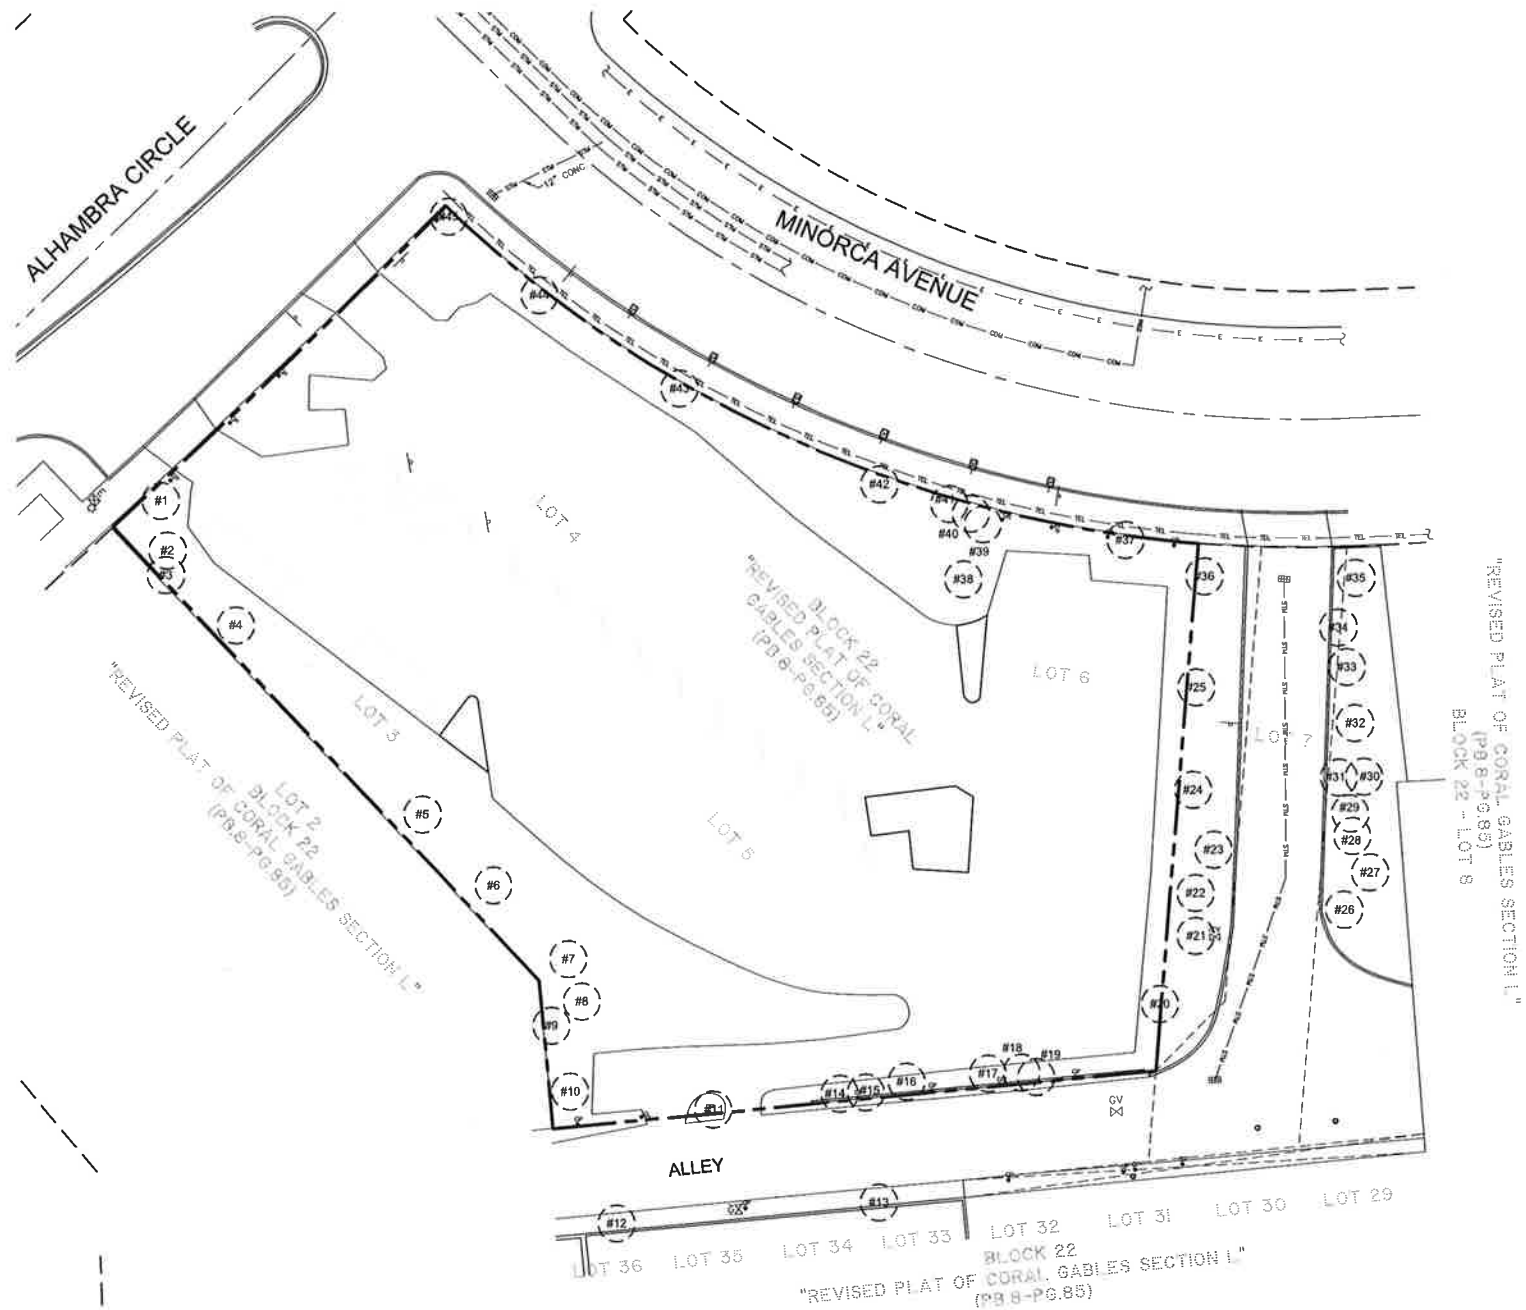 ALHAMBRA CIRCLE
MINORCA AVENUE
12" CONC
#44
#43
#42
#40
#39
#38
#37
#36
#35
#34
#33
#32
#31
#30
#29
#28
#27
#26
#25
#24
#23
#22
#21
#20
#1
#2
#3
#4
#5
#6
#7
#8
#9
#10
#11
#14
#15
#16
#17
#18
#19
#12
#13
LOT 4
LOT 3
LOT 5
LOT 6
LOT 7
BLOCK 22
"REVISED PLAT OF CORAL
GABLES SECTION L"
(PB.8-PG.85)
LOT 2
BLOCK 22
"REVISED PLAT OF CORAL GABLES SECTION L"
(PB.8-PG.85)
"REVISED PLAT OF CORAL GABLES SECTION L"
(PB.8-PG.85)
BLOCK 22 - LOT 8
GV
ALLEY
LOT 36
LOT 35
LOT 34
LOT 33
LOT 32
LOT 31
LOT 30
LOT 29
BLOCK 22
"REVISED PLAT OF CORAL GABLES SECTION L"
(PB.8-PG.85)